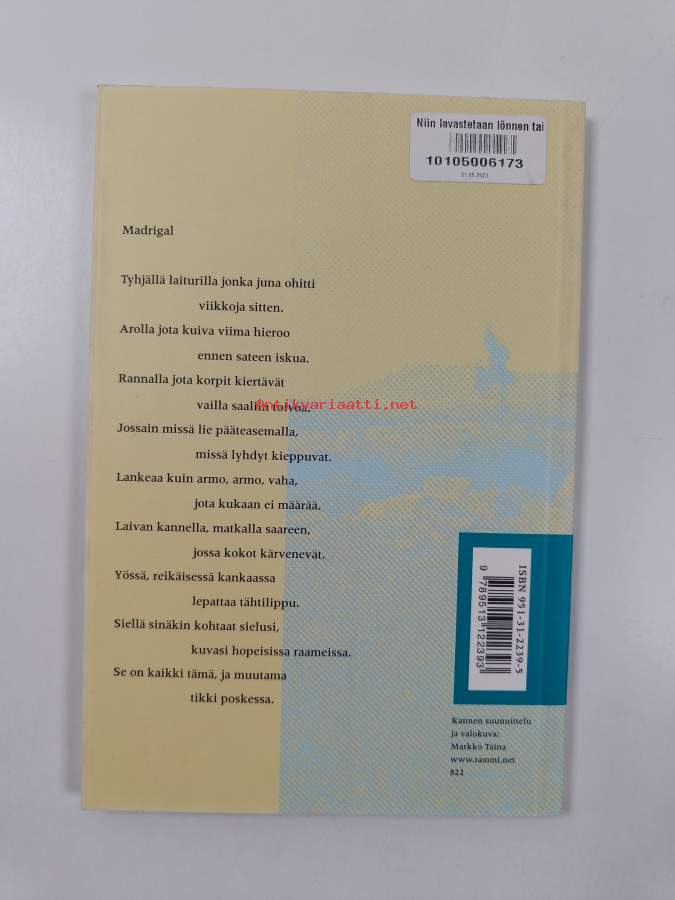 Niin lavastetaan lönnen tai
10105006173
31.05.2023
Madrigal
Tyhjällä laiturilla jonka juna ohitti
viikkoja sitten.
Arolla jota kuiva viima hieroo
ennen sateen iskua.
Rannalla jota korpit kiertävät
vailla saaliin toivoa.
Antikvariaatti.net
Jossain missä lie pääteasemalla,
missä lyhdyt kieppuvat.
Lankeaa kuin armo, armo, vaha,
jota kukaan ei määrää.
Laivan kannella, matkalla saareen,
jossa kokot kärvenevät.
Yössä, reikäisessä kankaassa
lepattaa tähtilippu.
Siellä sinäkin kohtaat sielusi,
kuvasi hopeisissa raameissa.
Se on kaikki tämä, ja muutama
tikki poskessa.
ISBN 951-31-2239-5
9 789513 122393
Kannen suunnittelu
ja valokuva:
Markko Taina
www.tammi.net
822